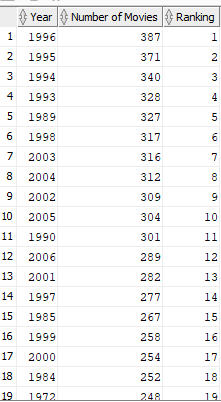 Year Number of Movies Ranking
1 1996 387 1
2 1995 371 2
3 1994 340 3
4 1993 328 4
5 1989 327 5
6 1998 317 6
7 2003 316 7
8 2004 312 8
9 2002 309 9
10 2005 304 10
11 1990 301 11
12 2006 289 12
13 2001 282 13
14 1997 277 14
15 1985 267 15
16 1999 258 16
17 2000 254 17
18 1984 252 18
19 1972 248 19